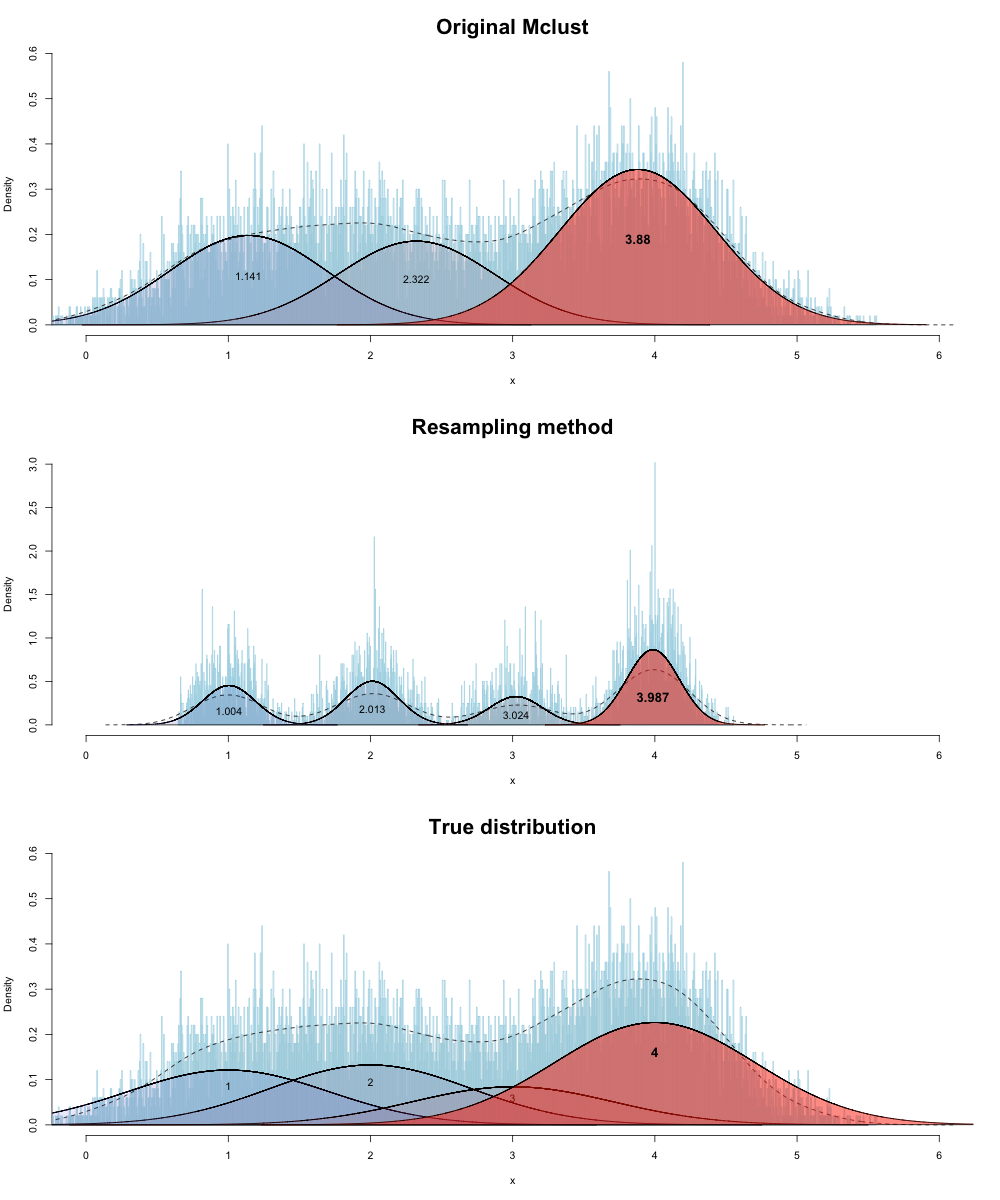 Original Mclust
0.6
0.5
0.4
0.3
0.2
0.1
0.0
Density
1.141
2.322
3.88
0 1 2 3 4 5 6
x
Resampling method
3.0
2.5
2.0
1.5
1.0
0.5
0.0
Density
1.004
2.013
3.024
3.987
0 1 2 3 4 5 6
x
True distribution
0.6
0.5
0.4
0.3
0.2
0.1
0.0
Density
1
2
3
4
0 1 2 3 4 5 6
x